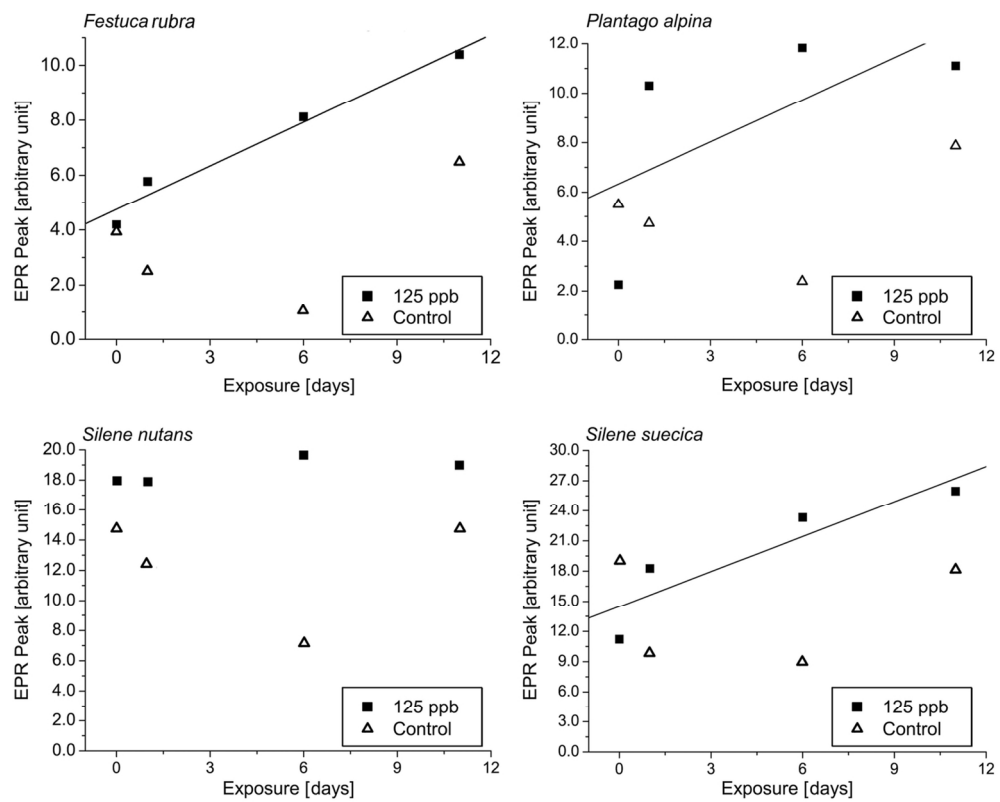 Festuca rubra
EPR Peak [arbitrary unit]
10.0
8.0
6.0
4.0
2.0
0.0
0 3 6 9 12
Exposure [days]
125 ppb
Control
Plantago alpina
EPR Peak [arbitrary unit]
12.0
10.0
8.0
6.0
4.0
2.0
0.0
0 3 6 9 12
Exposure [days]
125 ppb
Control
Silene nutans
EPR Peak [arbitrary unit]
20.0
18.0
16.0
14.0
12.0
10.0
8.0
6.0
4.0
2.0
0.0
0 3 6 9 12
Exposure [days]
125 ppb
Control
Silene suecica
EPR Peak [arbitrary unit]
30.0
27.0
24.0
21.0
18.0
15.0
12.0
9.0
6.0
3.0
0.0
0 3 6 9 12
Exposure [days]
125 ppb
Control